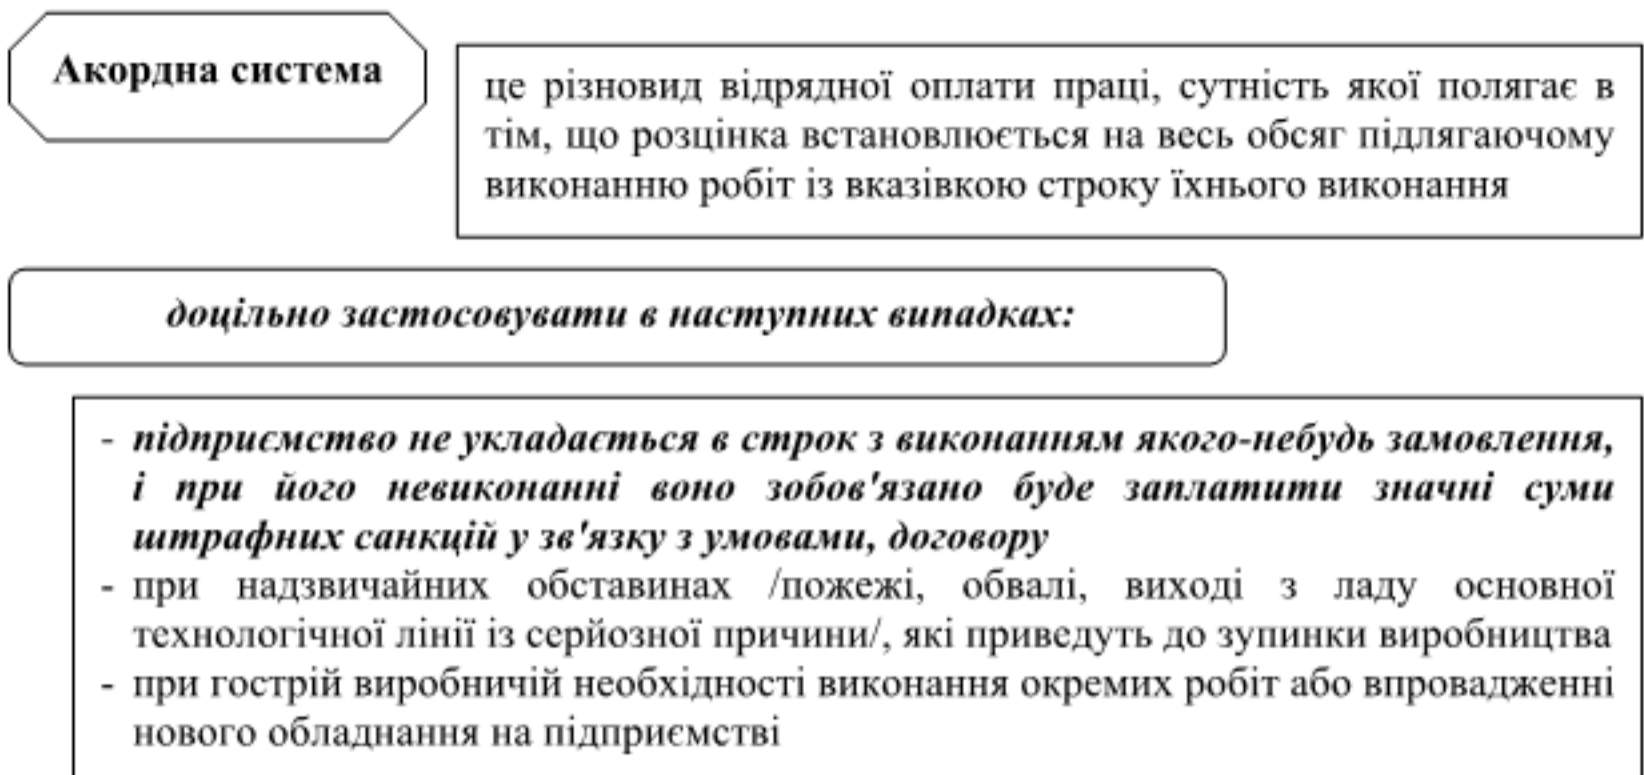 Акордна система
це різновид відрядної оплати праці, сутність якої полягає в
тім, що розцінка встановлюється на весь обсяг підлягаючому
виконанню робіт із вказівкою строку їхнього виконання
доцільно застосовувати в наступних випадках:
- підприємство не укладається в строк з виконанням якого-небудь замовлення,
і при його невиконанні воно зобов'язано буде заплатити значні суми
штрафних санкцій у зв'язку з умовами, договору
- при надзвичайних обставинах /пожежі, обвалі, виході з ладу основної
технологічної лінії із серйозної причини/, які приведуть до зупинки виробництва
- при гострій виробничій необхідності виконання окремих робіт або впровадженні
нового обладнання на підприємстві